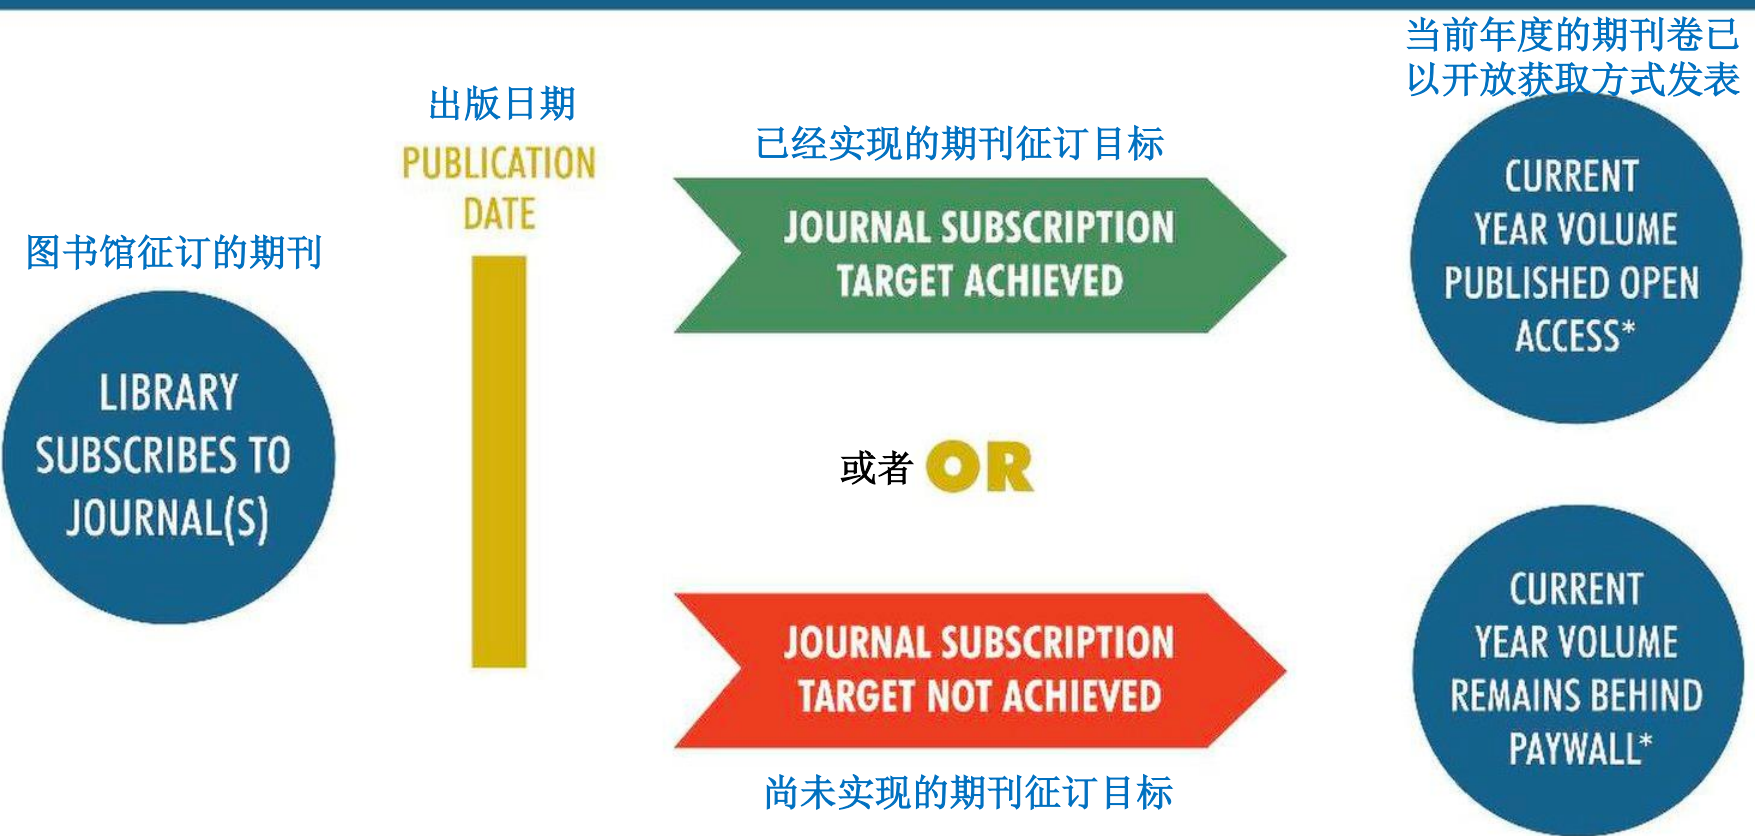 图书馆征订的期刊
LIBRARY
SUBSCRIBES TO
JOURNAL(S)
出版日期
PUBLICATION
DATE
已经实现的期刊征订目标
JOURNAL SUBSCRIPTION
TARGET ACHIEVED
当前年度的期刊卷已
以开放获取方式发表
CURRENT
YEAR VOLUME
PUBLISHED OPEN
ACCESS*
或者 OR
JOURNAL SUBSCRIPTION
TARGET NOT ACHIEVED
尚未实现的期刊征订目标
CURRENT
YEAR VOLUME
REMAINS BEHIND
PAYWALL*